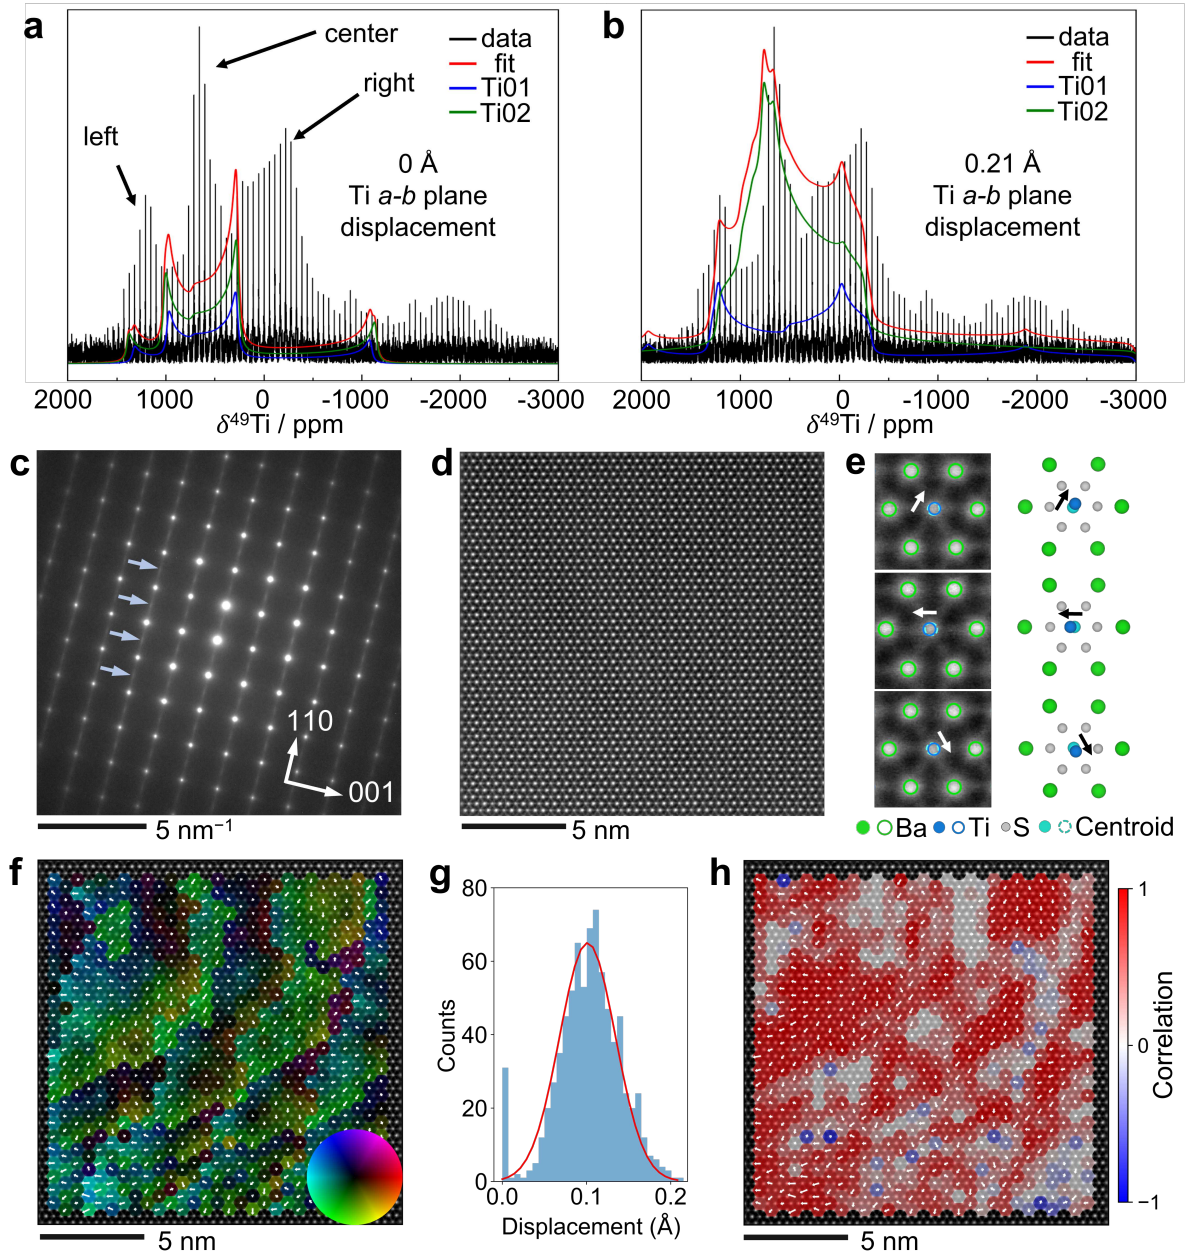 a
center
right
left
data
fit
Ti01
Ti02
0 Å
Ti a-b plane
displacement
2000 1000 0 -1000 -2000 -3000
δ⁴⁹Ti / ppm
b
data
fit
Ti01
Ti02
0.21 Å
Ti a-b plane
displacement
2000 1000 0 -1000 -2000 -3000
δ⁴⁹Ti / ppm
c
110
001
5 nm⁻¹
d
5 nm
e
Ba Ti S Centroid
f
5 nm
g
Counts
80
60
40
20
0
0.0 0.1 0.2
Displacement (Å)
h
5 nm
1
0
−1
Correlation